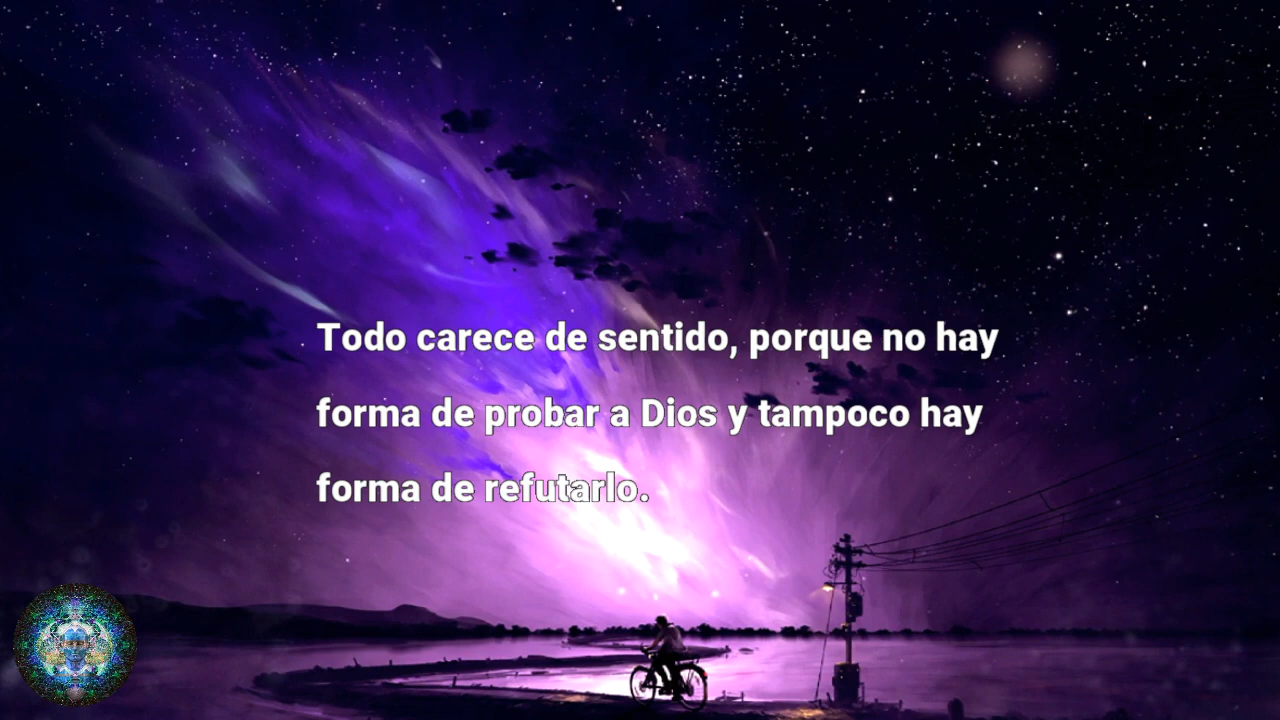 Todo carece de sentido, porque no hay
forma de probar a Dios y tampoco hay
forma de refutarlo.